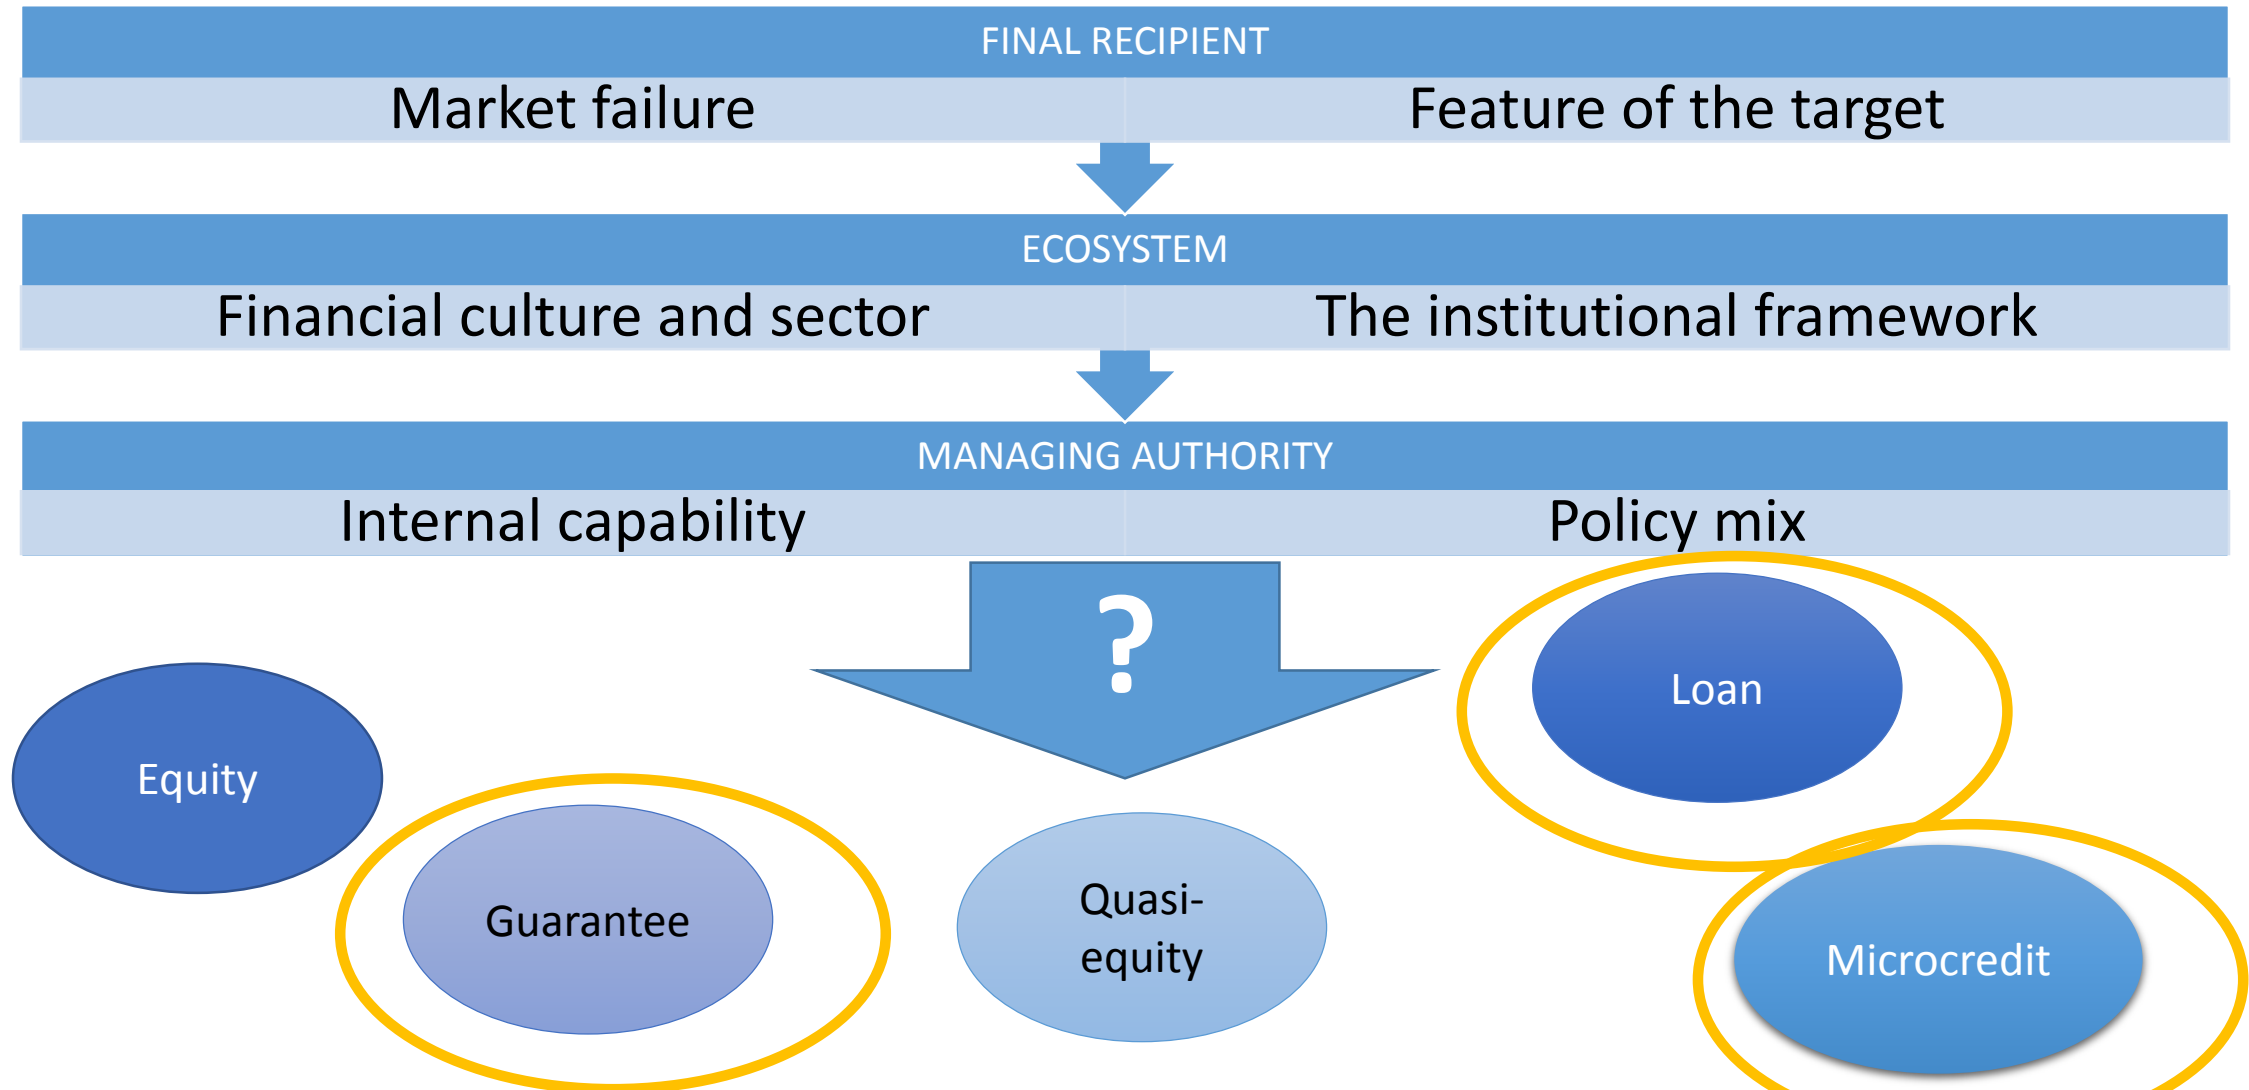 FINAL RECIPIENT
Market failure
Feature of the target
ECOSYSTEM
Financial culture and sector
The institutional framework
MANAGING AUTHORITY
Internal capability
Policy mix
?
Loan
Equity
Guarantee
Quasi-
equity
Microcredit